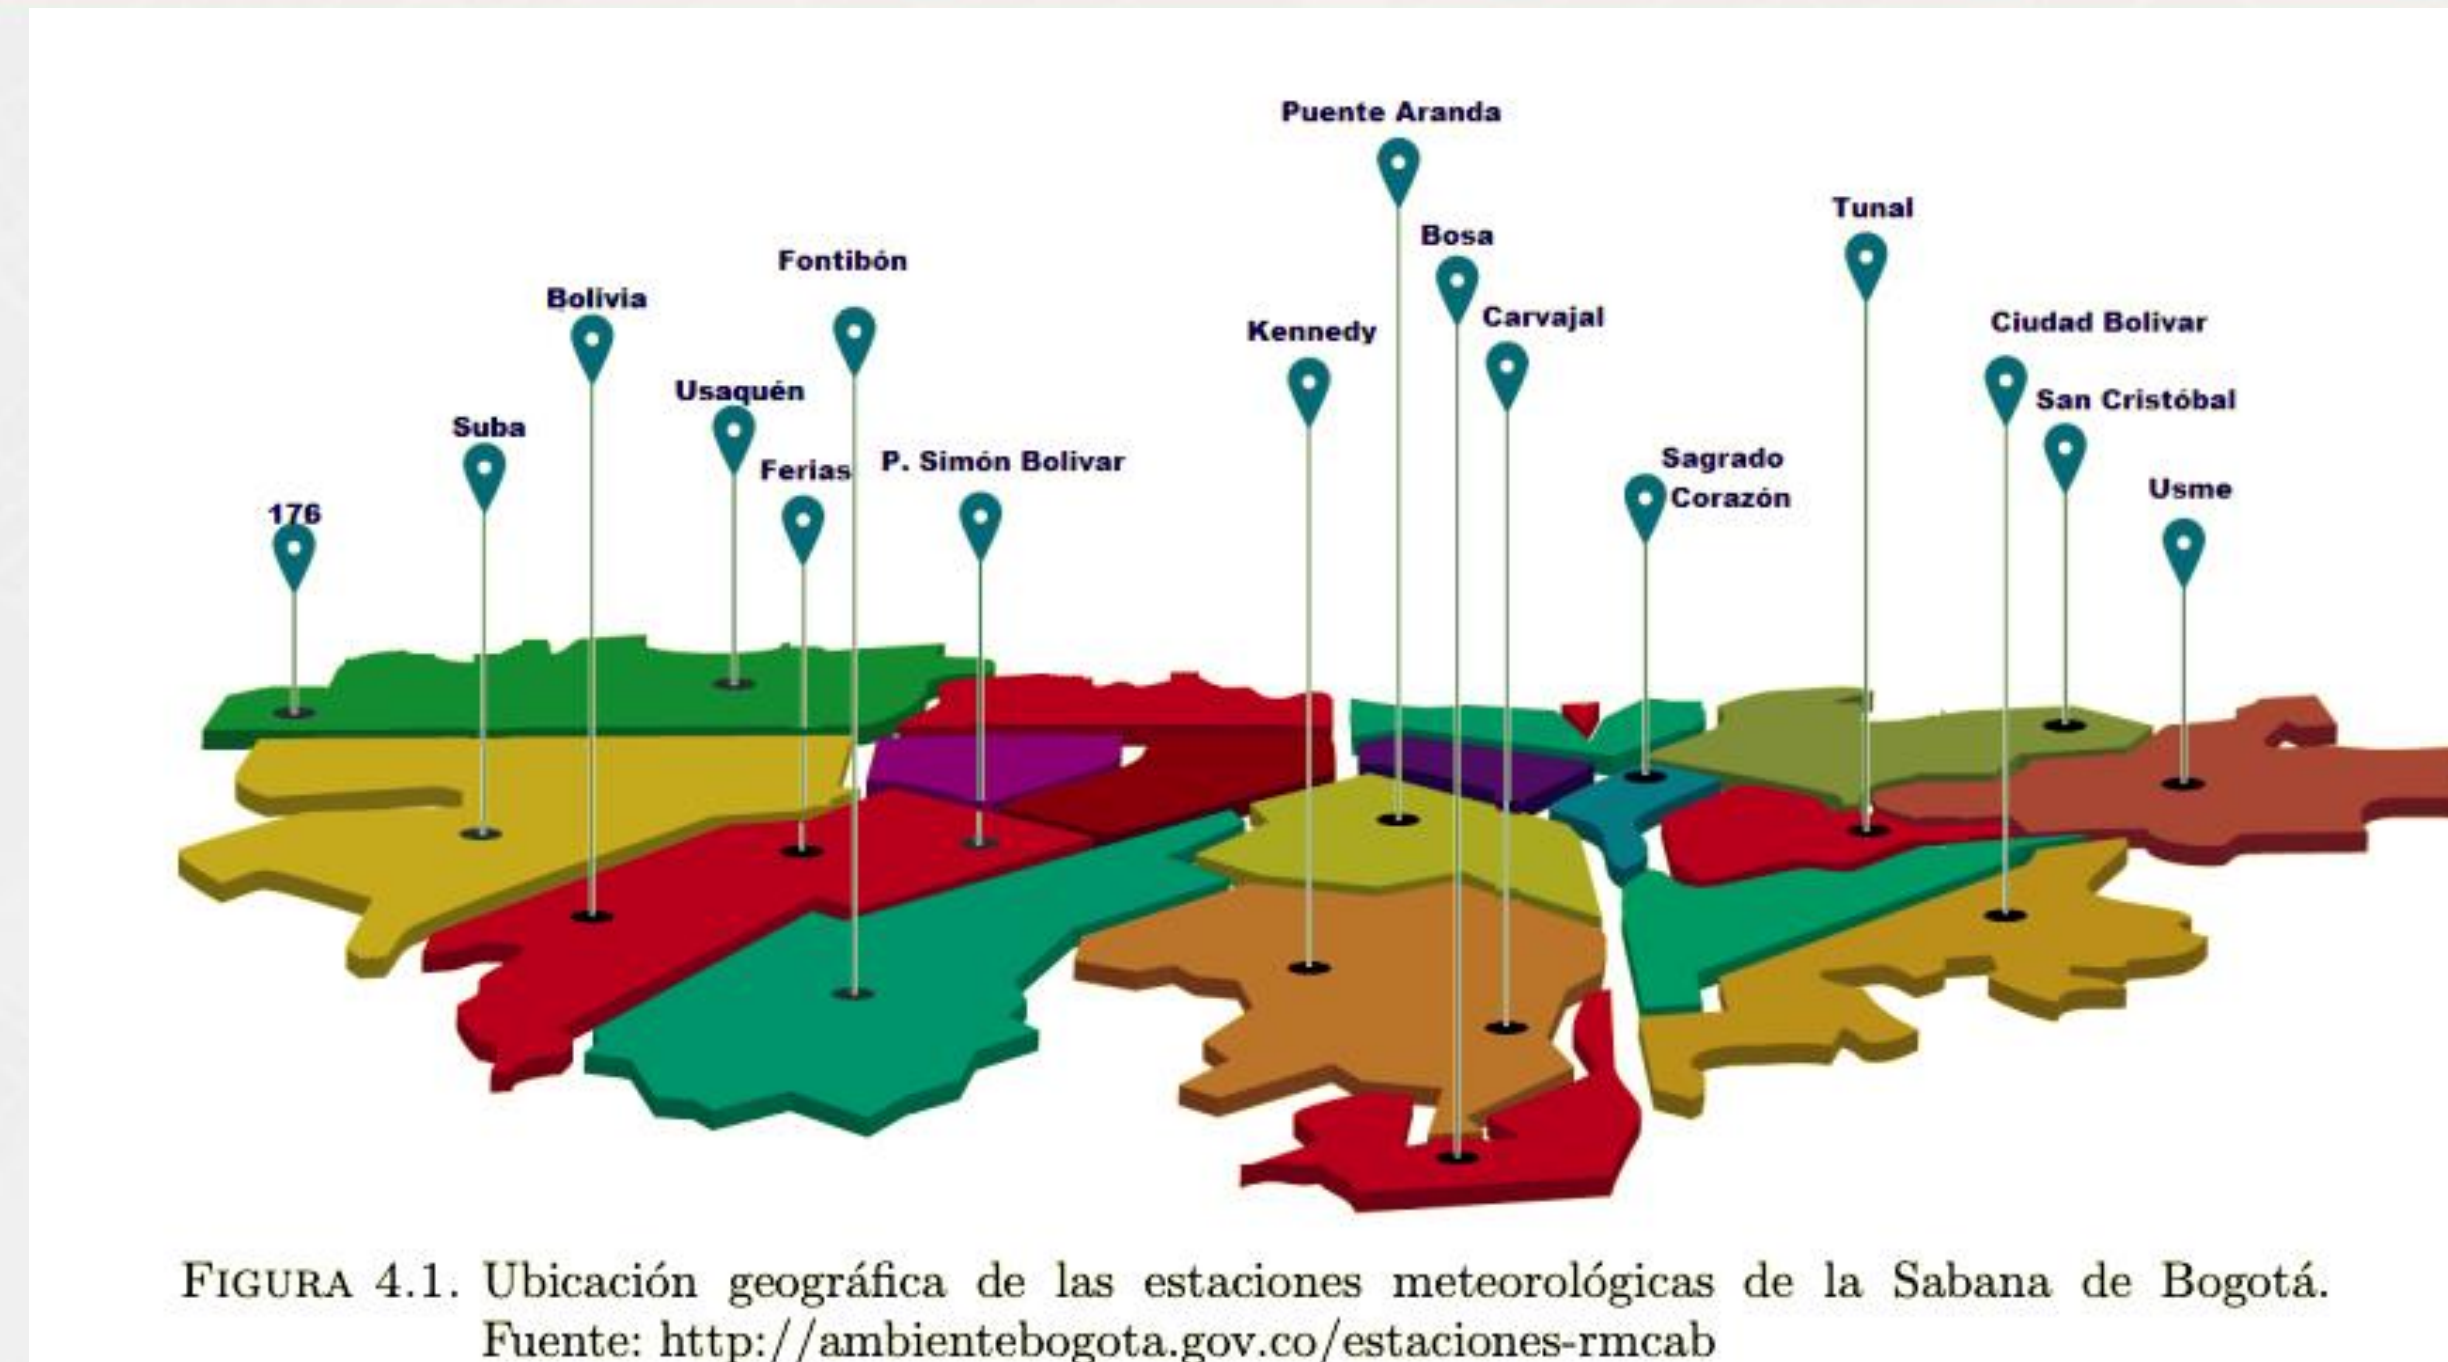 Puente Aranda
Tunal
Bosa
Fontibón
Bolivia
Carvajal
Ciudad Bolivar
Kennedy
Usaquén
San Cristóbal
Suba
Ferias
P. Simón Bolivar
Sagrado
Corazón
Usme
176
FIGURA 4.1. Ubicación geográfica de las estaciones meteorológicas de la Sabana de Bogotá.
Fuente: http://ambientebogota.gov.co/estaciones-rmcab